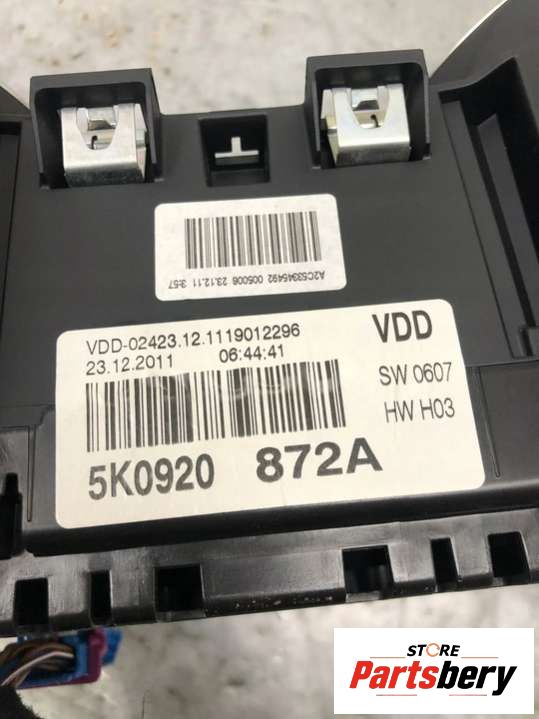 A2C53345492 005006 23.12.11 3:57
VDD-02423.12.1119012296
23.12.2011 06:44:41
VDD
SW 0607
HW H03
5K0920 872A
STORE
Partsbery